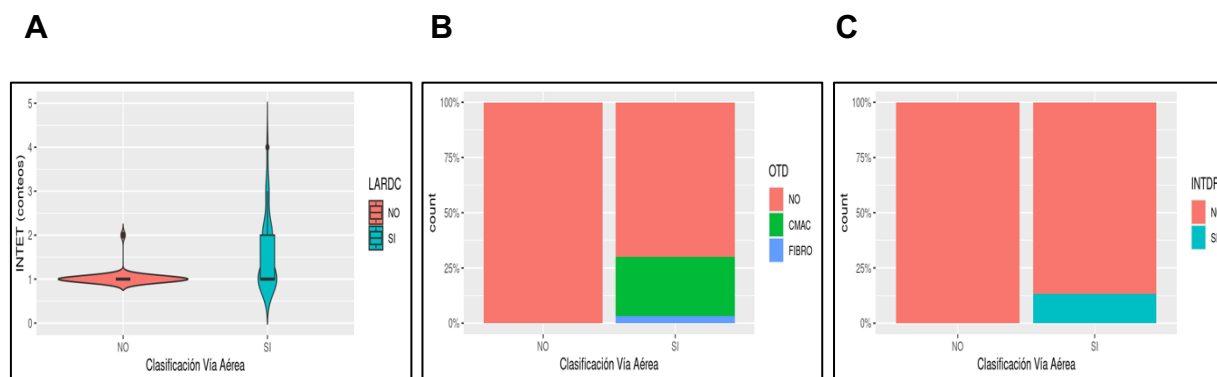 A
B
C
INTET (conteos)
5
4
3
2
1
0
NO
SI
Clasificación Vía Aérea
LARDC
NO
SI
count
100%
75%
50%
25%
0%
NO
SI
Clasificación Vía Aérea
OTD
NO
CMAC
FIBRO
count
100%
75%
50%
25%
0%
NO
SI
Clasificación Vía Aérea